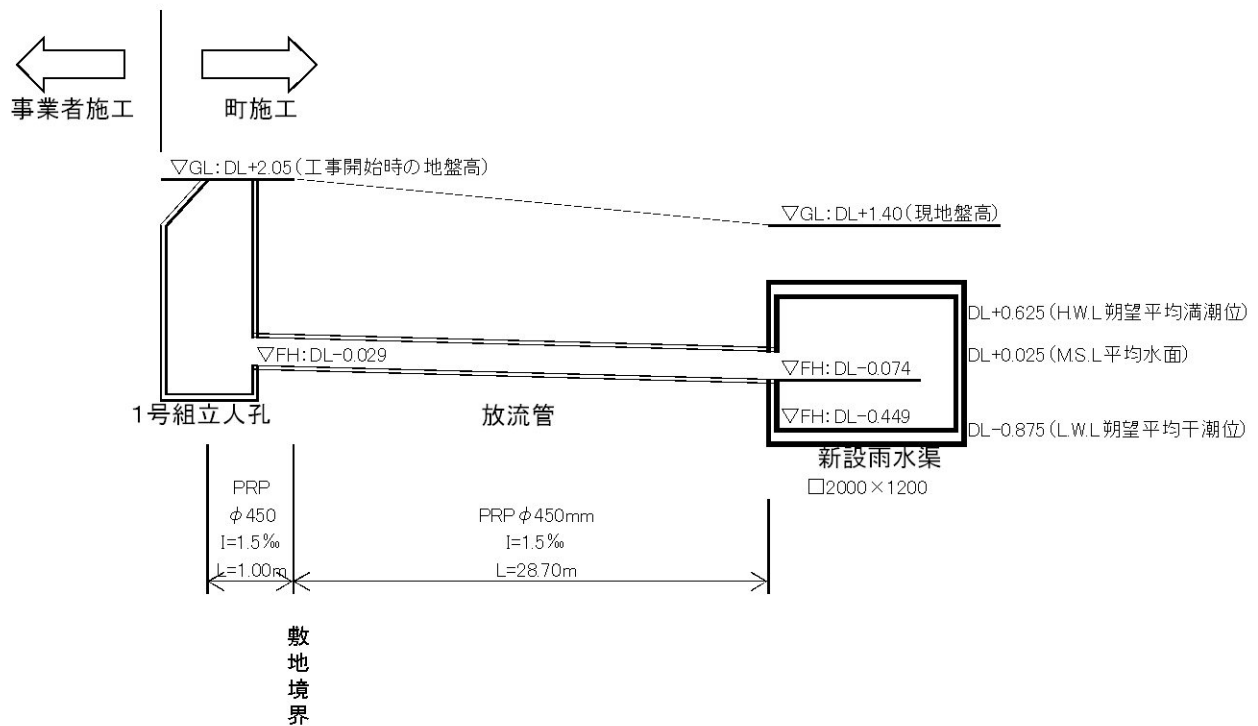 事業者施工
町施工
▽GL:DL+2.05(工事開始時の地盤高)
▽GL:DL+1.40(現地盤高)
DL+0.625(H.W.L朔望平均満潮位)
▽FH:DL-0.029
DL+0.025(M.S.L平均水面)
▽FH:DL-0.074
1号組立人孔
放流管
▽FH:DL-0.449
DL-0.875(L.W.L朔望平均干潮位)
新設雨水渠
□2000×1200
PRP
φ450
I=1.5‰
L=1.00m
PRPφ450mm
I=1.5‰
L=28.70m
敷地境界